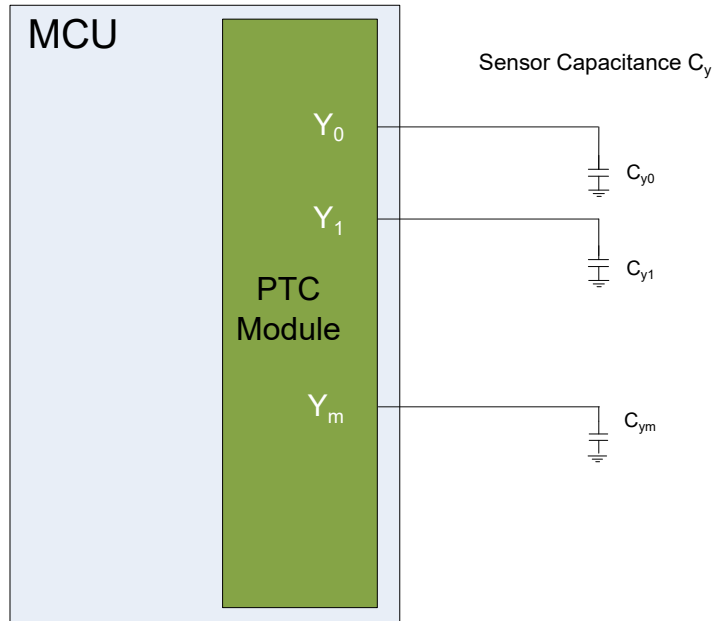 MCU
Sensor Capacitance Cy
Y0
Cy0
Y1
Cy1
PTC
Module
Ym
Cym